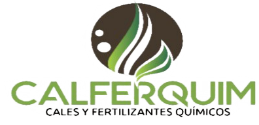 CALFERQUIM
CALES Y FERTILIZANTES QUÍMICOS